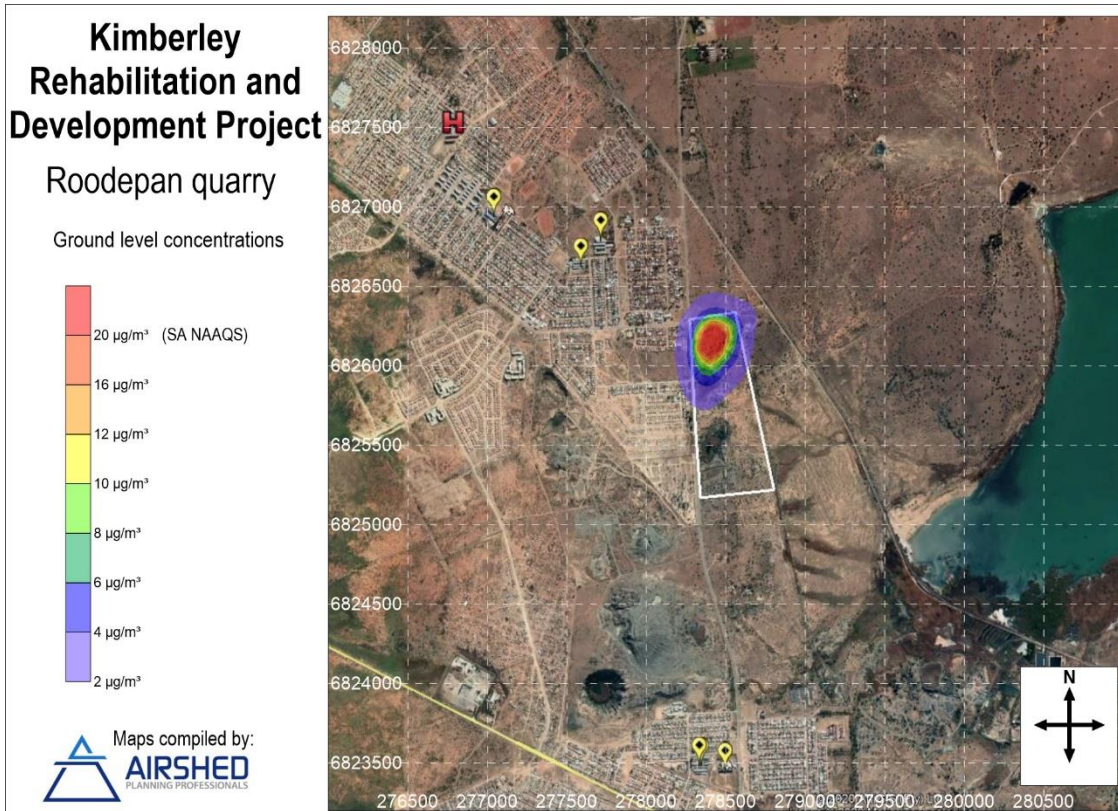 Kimberley
Rehabilitation and
Development Project
Roodepan quarry
Ground level concentrations
20 µg/m³ (SA NAAQS)
16 µg/m³
12 µg/m³
10 µg/m³
8 µg/m³
6 µg/m³
4 µg/m³
2 µg/m³
Maps compiled by:
AIRSHED
PLANNING PROFESSIONALS
6828000
6827500
H
6827000
6826500
6826000
6825500
6825000
6824500
6824000
6823500
N
276500 277000 277500 278000 278500 279000 279500 280000 280500